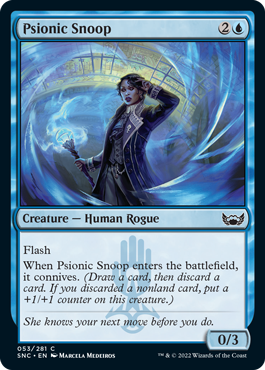 Psionic Snoop 2
Creature — Human Rogue
Flash
When Psionic Snoop enters the battlefield,
it connives. (Draw a card, then discard a
card. If you discarded a nonland card, put a
+1/+1 counter on this creature.)
She knows your next move before you do.
0/3
053/281 C
SNC • EN MARCELA MEDEIROS
™ & © 2022 Wizards of the Coast